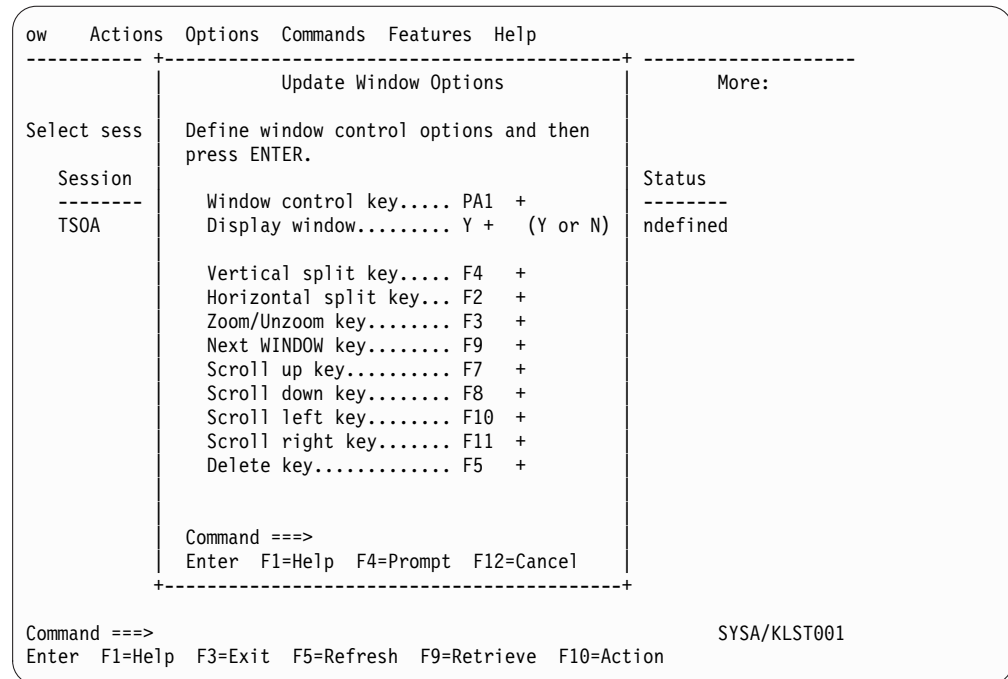 ow    Actions  Options  Commands  Features  Help
----------- +-------------------------------------------+ --------------------
            |           Update Window Options           |        More:
            |                                           |
Select sess |  Define window control options and then   |
            |  press ENTER.                             |
   Session  |                                           | Status
   -------- |    Window control key..... PA1  +         | --------
   TSOA     |    Display window......... Y +   (Y or N) | ndefined
            |                                           |
            |    Vertical split key..... F4   +         |
            |    Horizontal split key... F2   +         |
            |    Zoom/Unzoom key........ F3   +         |
            |    Next WINDOW key........ F9   +         |
            |    Scroll up key.......... F7   +         |
            |    Scroll down key........ F8   +         |
            |    Scroll left key........ F10  +         |
            |    Scroll right key....... F11  +         |
            |    Delete key............. F5   +         |
            |                                           |
            |                                           |
            |  Command ===>                             |
            |  Enter  F1=Help  F4=Prompt  F12=Cancel    |
            +-------------------------------------------+

Command ===>                                                     SYSA/KLST001
Enter  F1=Help  F3=Exit  F5=Refresh  F9=Retrieve  F10=Action